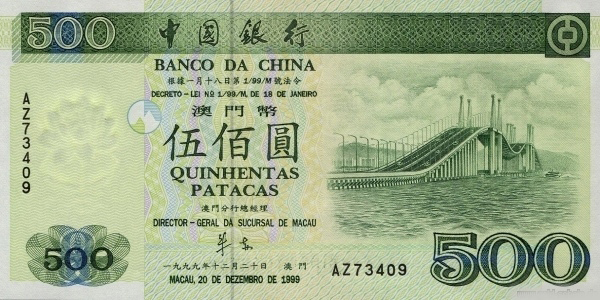 500 中國銀行
BANCO DA CHINA
根據一月十八日第1/99/M號法令
DECRETO – LEI Nº 1/99/M, DE 18 DE JANEIRO
澳門幣
伍佰圓
QUINHENTAS
PATACAS
澳門分行總經理
DIRECTOR – GERAL DA SUCURSAL DE MACAU
一九九九年十二月二十日 澳門
MACAU, 20 DE DEZEMBRO DE 1999
AZ73409
500
AZ73409
500